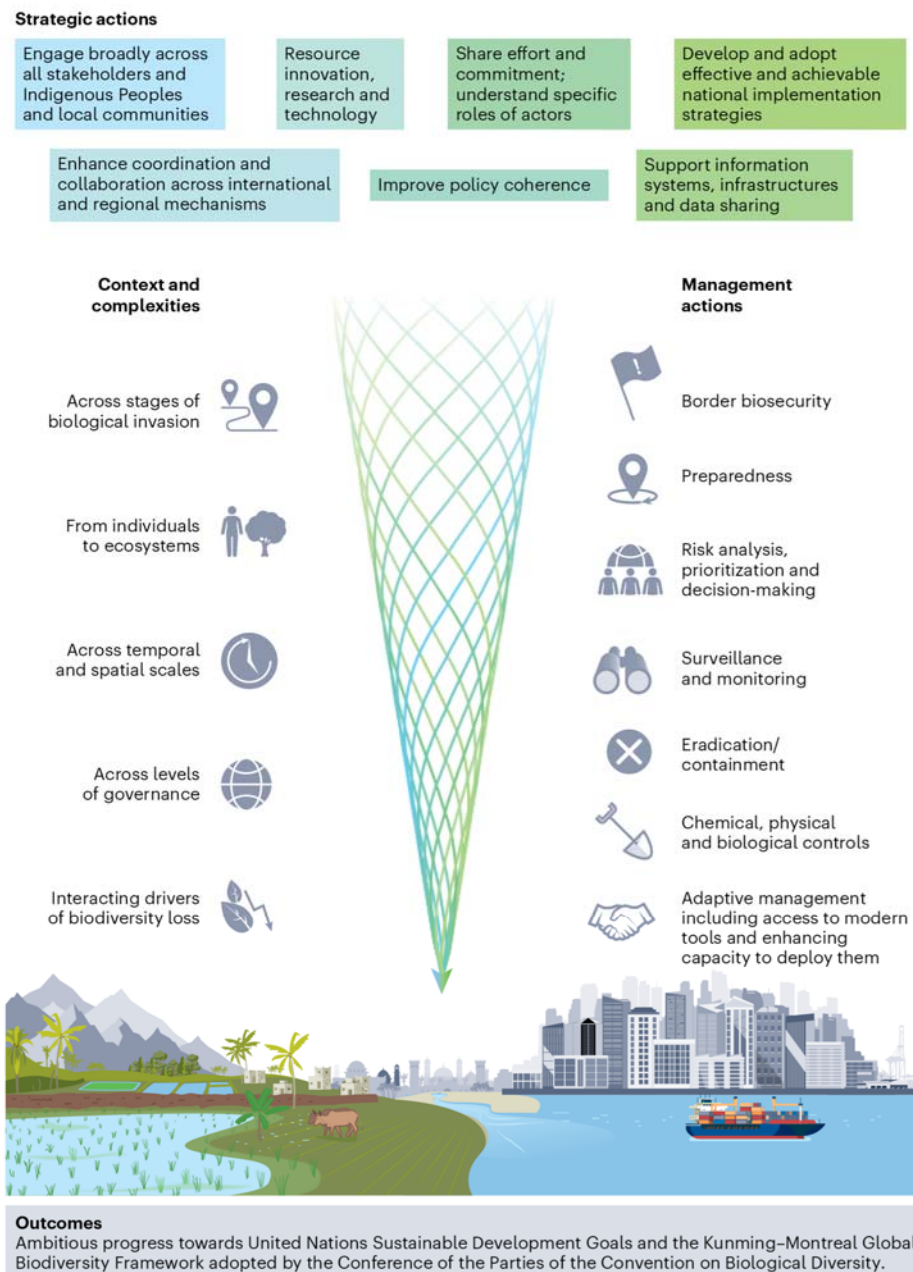 Strategic actions
Engage broadly across
all stakeholders and
Indigenous Peoples
and local communities
Resource
innovation,
research and
technology
Share effort and
commitment;
understand specific
roles of actors
Develop and adopt
effective and achievable
national implementation
strategies
Enhance coordination and
collaboration across international
and regional mechanisms
Improve policy coherence
Support information
systems, infrastructures
and data sharing
Context and
complexities
Across stages of
biological invasion
From individuals
to ecosystems
Across temporal
and spatial scales
Across levels
of governance
Interacting drivers
of biodiversity loss
Management
actions
!
Border biosecurity
Preparedness
Risk analysis,
prioritization and
decision-making
Surveillance
and monitoring
Eradication/
containment
Chemical, physical
and biological controls
Adaptive management
including access to modern
tools and enhancing
capacity to deploy them
Outcomes
Ambitious progress towards United Nations Sustainable Development Goals and the Kunming–Montreal Global
Biodiversity Framework adopted by the Conference of the Parties of the Convention on Biological Diversity.